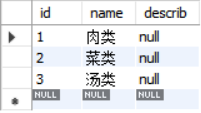 id name describ
1 肉类 null
2 菜类 null
3 汤类 null
NULL NULL NULL